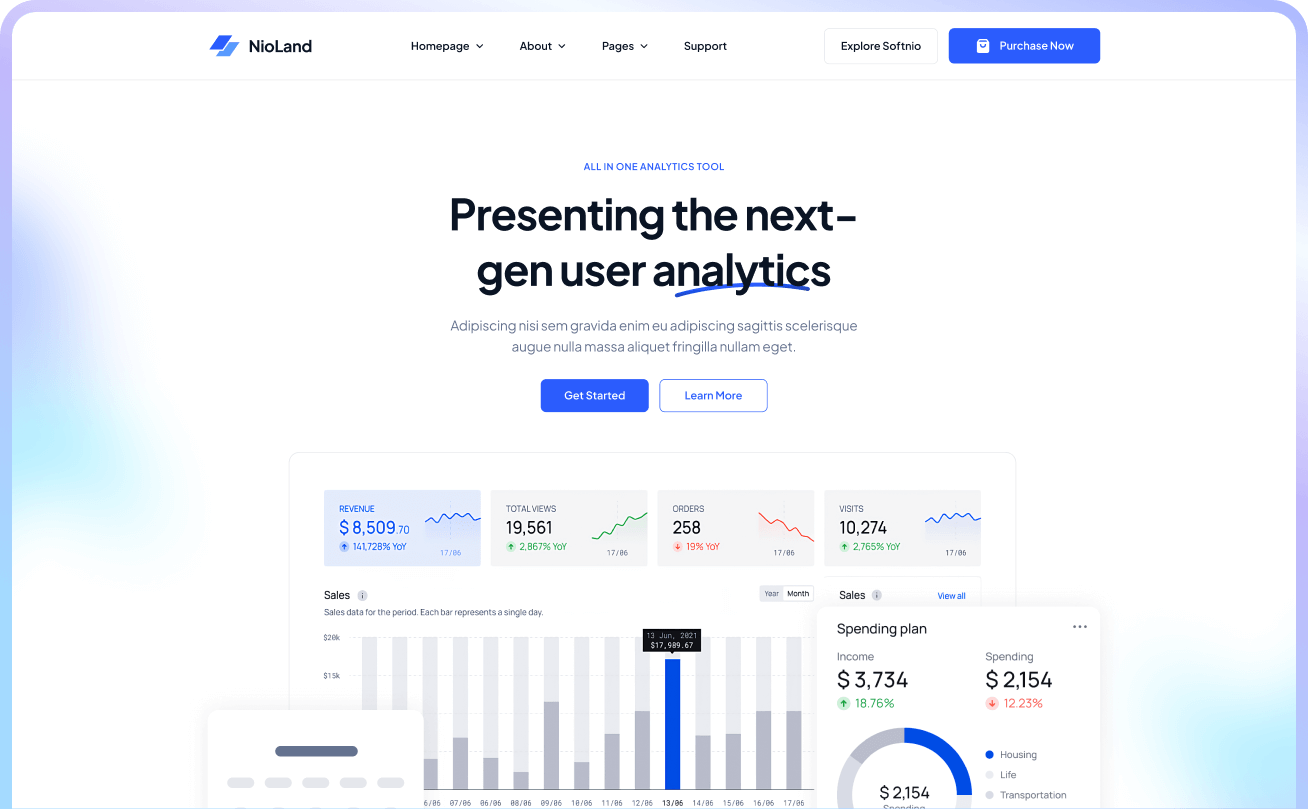 NioLand
Homepage
About
Pages
Support
Explore Softnio
Purchase Now
ALL IN ONE ANALYTICS TOOL
Presenting the next-
gen user analytics
Adipiscing nisi sem gravida enim eu adipiscing sagittis scelerisque
augue nulla massa aliquet fringilla nullam eget.
Get Started
Learn More
REVENUE
$ 8,509.70
141,728% YoY
17/06
TOTAL VIEWS
19,561
2,867% YoY
17/06
ORDERS
258
19% YoY
17/06
VISITS
10,274
2,765% YoY
17/06
Sales
Sales data for the period. Each bar represents a single day.
Year
Month
Sales
View all
$20k
$15k
13 Jun, 2021
$17,989.67
6/06 07/06 06/06 08/06 09/06 10/06 11/06 12/06 13/06 14/06 15/06 16/06 17/06
Spending plan
Income
$ 3,734
18.76%
Spending
$ 2,154
12.23%
$ 2,154
Spending
Housing
Life
Transportation